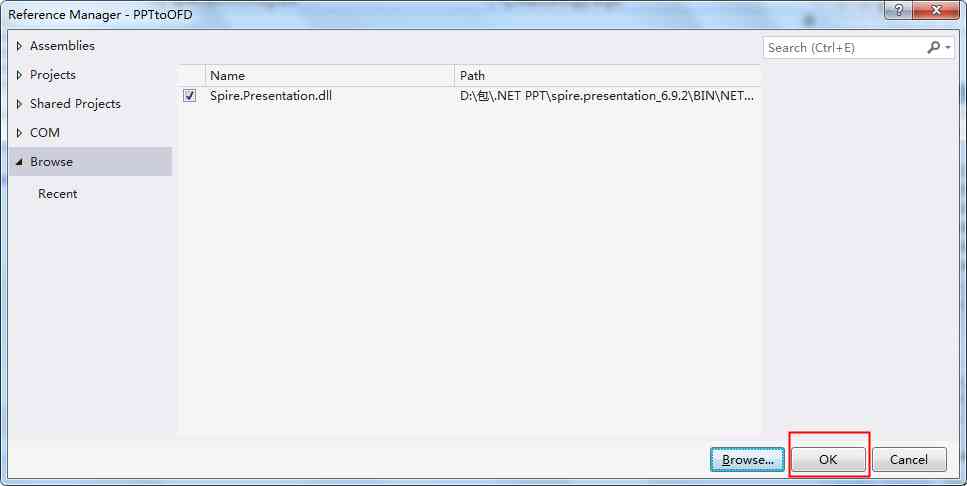 Reference Manager - PPTtoOFD
?
Assemblies
Projects
Shared Projects
COM
Browse
Recent
Name Path
Spire.Presentation.dll D:\包\.NET PPT\spire.presentation_6.9.2\BIN\NET...
Search (Ctrl+E)
Browse... OK Cancel